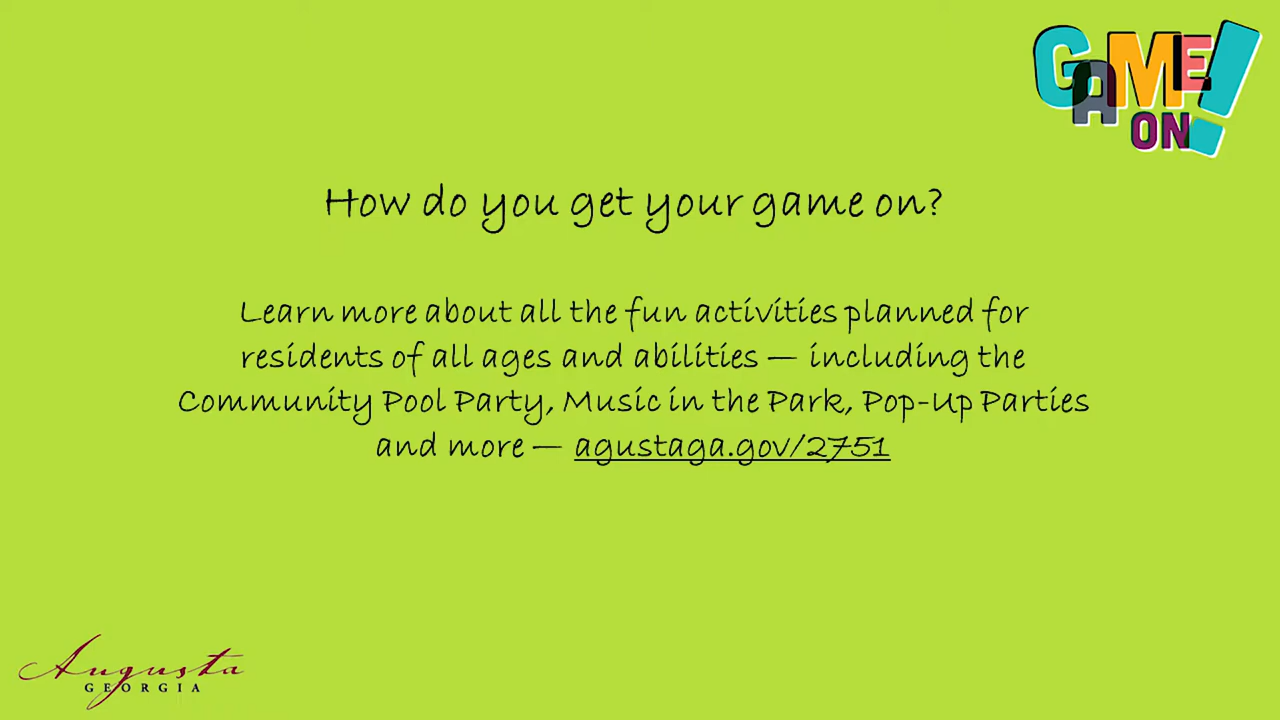 GAME
ON!
How do you get your game on?
Learn more about all the fun activities planned for
residents of all ages and abilities — including the
Community Pool Party, Music in the Park, Pop-Up Parties
and more — agustaga.gov/2751
Augusta
GEORGIA